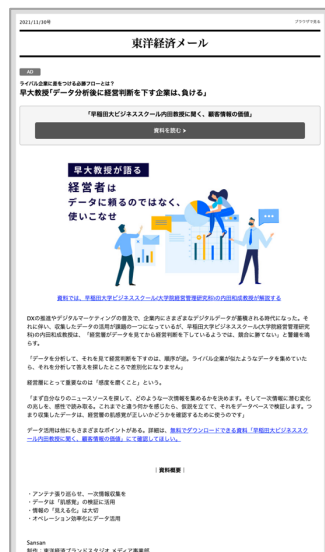 2021/11/30号
ブラウザで見る
東洋経済メール
AD
ライバル企業に差をつける必勝フローとは？
早大教授「データ分析後に経営判断を下す企業は、負ける」
「早稲田大ビジネススクール内田教授に聞く、顧客情報の価値」
資料を読む >
早大教授が語る
経営者は
データに頼るのではなく、
使いこなせ
資料では、早稲田大学ビジネススクール(大学院経営管理研究科)の内田和成教授が解説する
DXの推進やデジタルマーケティングの普及で、企業内にさまざまなデジタルデータが蓄積される時代になった。そ
れに伴い、収集したデータの活用が課題の一つになっているが、早稲田大学ビジネススクール(大学院経営管理研究
科)の内田和成教授は、「経営層がデータを見てから経営判断を下しているようでは、競合に勝てない」と警鐘を鳴
らす。
「データを分析して、それを見て経営判断を下すのは、順序が逆。ライバル企業が似たようなデータを集めていた
ら、それを分析して答えを探したところで差別化になりません」
経営層にとって重要なのは「感度を磨くこと」という。
「まず自分なりのニュースソースを探して、どのような一次情報を集めるかを決めます。そして一次情報に潜む変化
の兆しを、感性で読み取る。これまでと違う何かを感じたら、仮説を立てて、それをデータベースで検証します。つ
まり収集したデータは、経営層の肌感覚が正しいかどうかを確認するために使うのです」
データ活用は他にもさまざまなポイントがある。詳細は、無料でダウンロードできる資料「早稲田大ビジネススク
ール内田教授に聞く、顧客情報の価値」にて確認してほしい。
| 資料概要 |
・アンテナ張り巡らせ、一次情報収集を
・データは「肌感覚」の検証に活用
・情報の「見える化」は大切
・オペレーション効率化にデータ活用
Sansan
制作：東洋経済ブランドスタジオ メディア事業部